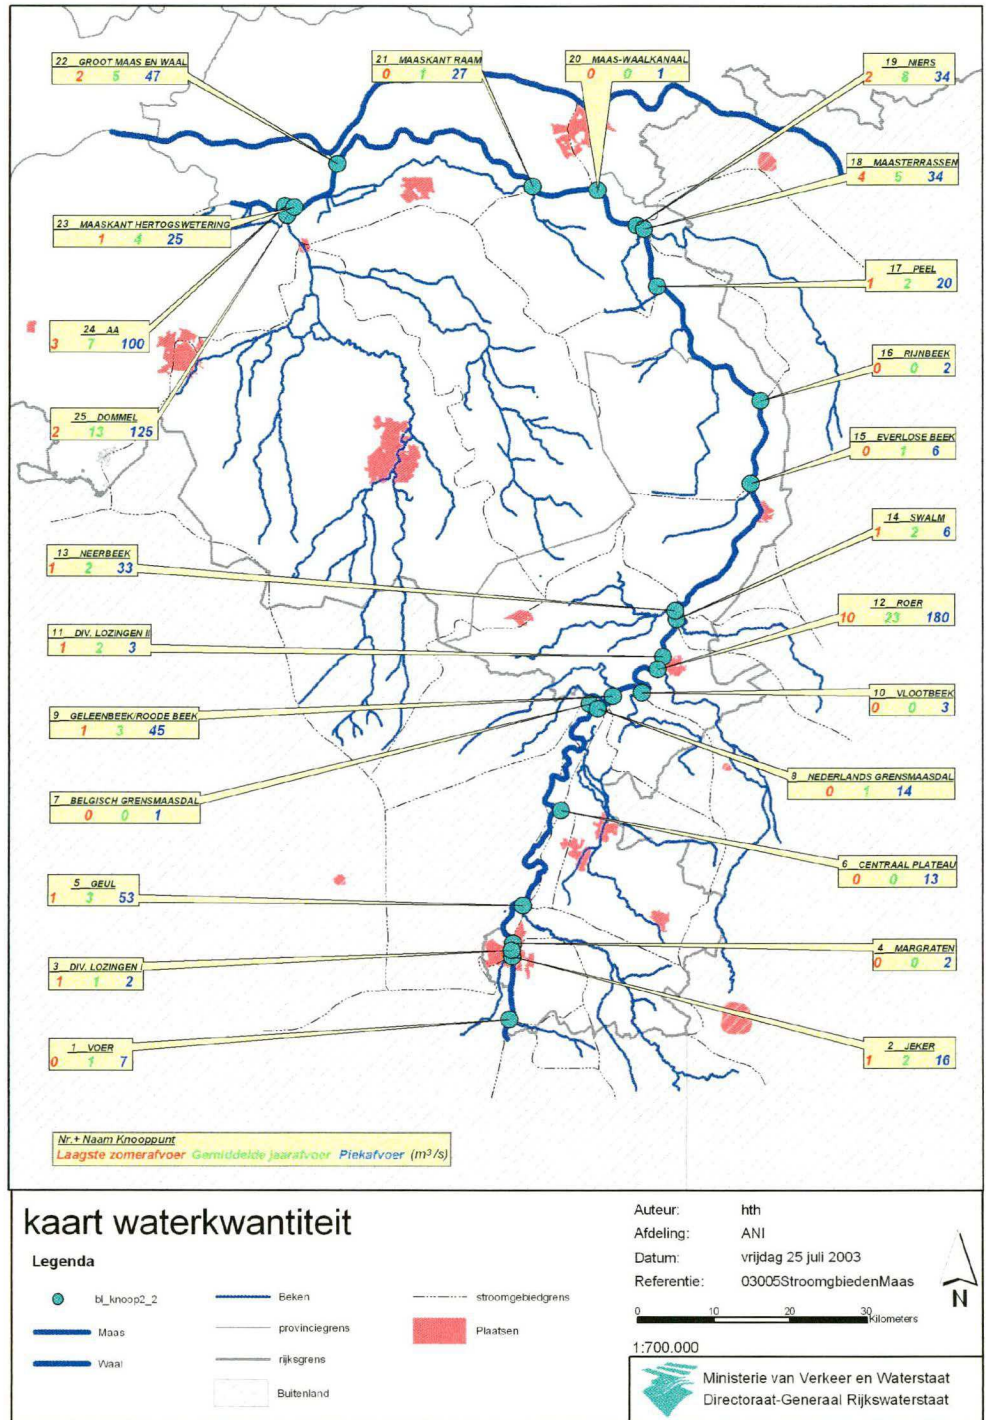 22 GROOT MAAS EN WAAL
2 5 47
21 MAASKANT RAAM
0 1 27
20 MAAS-WAALKANAAL
0 0 1
19 NIERS
2 8 34
18 MAASTERRASSEN
4 5 34
23 MAASKANT HERTOGSWETERING
1 4 25
17 PEEL
1 2 20
24 AA
3 7 100
16 RIJNBEEK
0 0 2
25 DOMMEL
2 13 125
15 EVERLOSE BEEK
0 1 6
14 SWALM
1 2 6
13 NEERBEEK
1 2 33
12 ROER
10 23 180
11 DIV. LOZINGEN II
1 2 3
10 VLOOTBEEK
0 0 3
9 GELEENBEEK/ROODE BEEK
1 3 45
8 NEDERLANDS GRENSMAASDAL
0 1 14
7 BELGISCH GRENSMAASDAL
0 0 1
6 CENTRAAL PLATEAU
0 0 13
5 GEUL
1 3 53
4 MARGRATEN
0 0 2
3 DIV. LOZINGEN I
1 1 2
2 JEKER
1 2 16
1 VOER
0 1 7
Nr.+ Naam Knooppunt
Laagste zomerafvoer Gemiddelde jaarafvoer Piekafvoer (m³/s)
kaart waterkwantiteit
Legenda
bl_knoop2_2
Maas
Waal
Beken
provinciegrens
rijksgrens
Buitenland
stroomgebiedgrens
Plaatsen
Auteur: hth
Afdeling: ANI
Datum: vrijdag 25 juli 2003
Referentie: 03005StroomgbiedenMaas
0 10 20 30 Kilometers
1:700.000
N
Ministerie van Verkeer en Waterstaat
Directoraat-Generaal Rijkswaterstaat